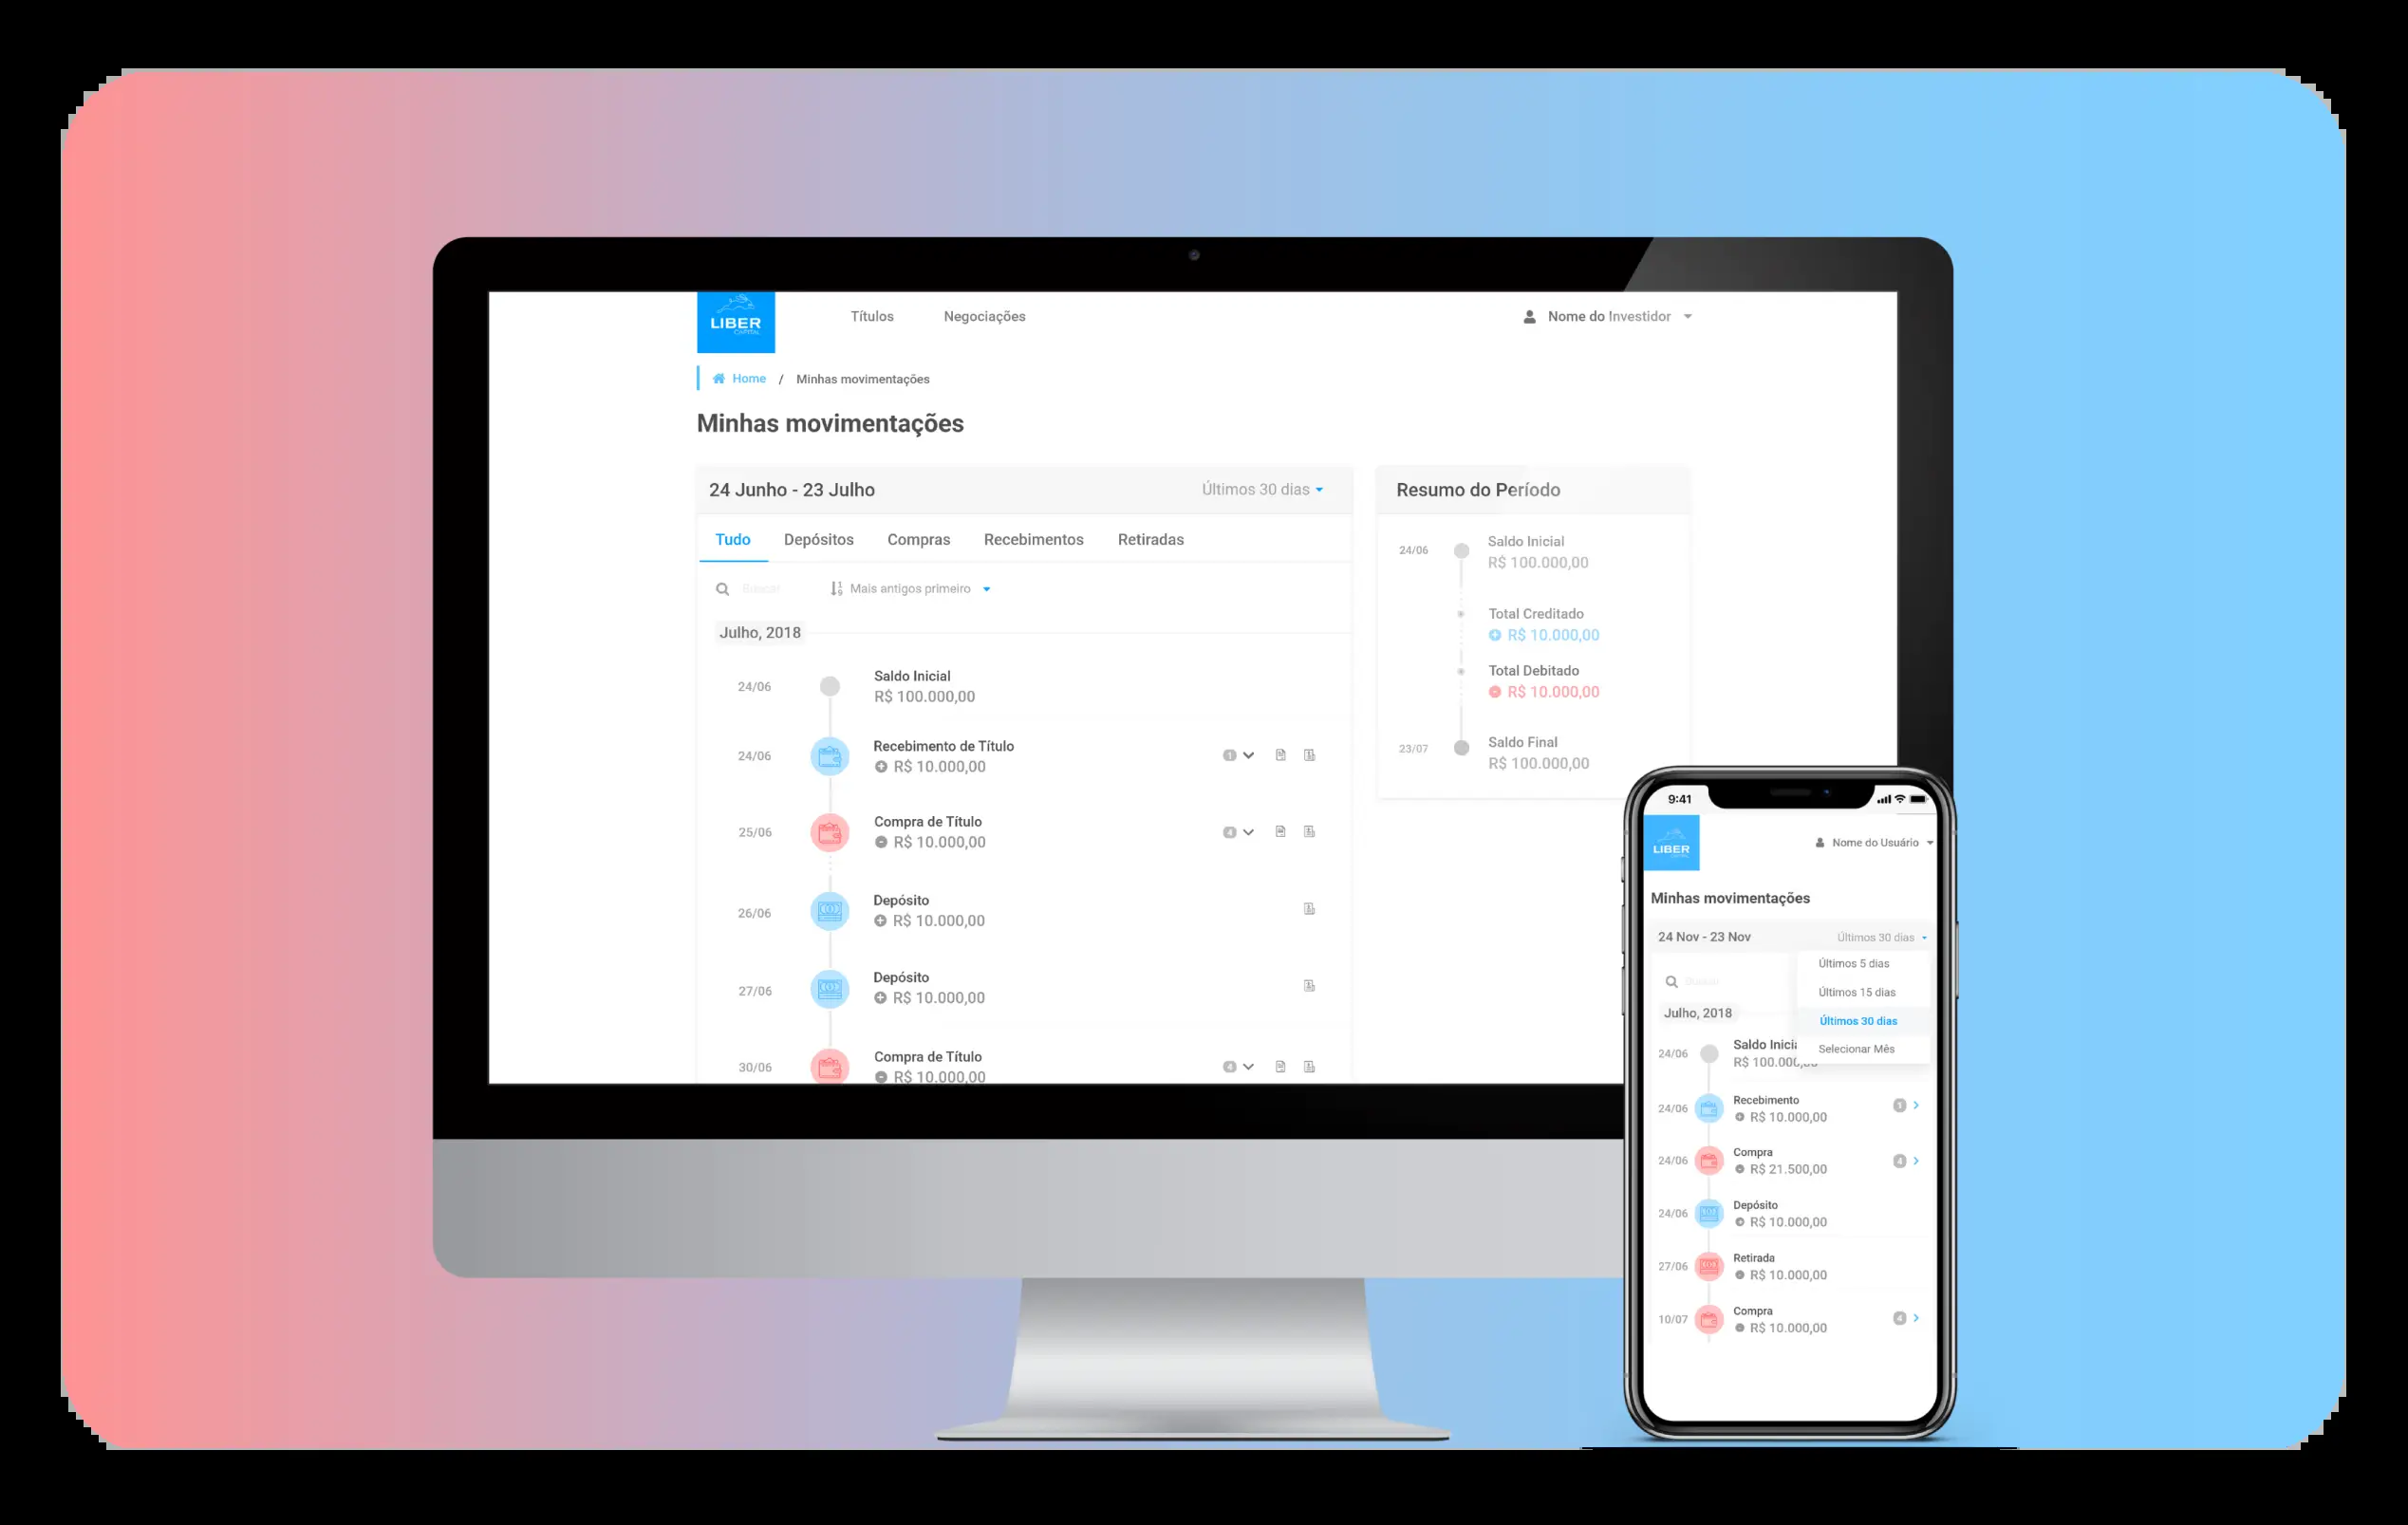 LIBER
CAPITAL
Títulos
Negociações
Nome do Investidor
Home / Minhas movimentações
Minhas movimentações
24 Junho - 23 Julho
Últimos 30 dias
Tudo
Depósitos
Compras
Recebimentos
Retiradas
Buscar
Mais antigos primeiro
Julho, 2018
24/06
Saldo Inicial
R$ 100.000,00
24/06
Recebimento de Título
R$ 10.000,00
1
25/06
Compra de Título
R$ 10.000,00
4
26/06
Depósito
R$ 10.000,00
27/06
Depósito
R$ 10.000,00
30/06
Compra de Título
R$ 10.000,00
4
Resumo do Período
24/06
Saldo Inicial
R$ 100.000,00
Total Creditado
R$ 10.000,00
Total Debitado
R$ 10.000,00
23/07
Saldo Final
R$ 100.000,00
9:41
LIBER
Nome do Usuário
Minhas movimentações
24 Nov - 23 Nov
Últimos 30 dias
Últimos 5 dias
Últimos 15 dias
Últimos 30 dias
Selecionar Mês
Buscar
Julho, 2018
24/06
Saldo Inicia
R$ 100.000,00
24/06
Recebimento
R$ 10.000,00
1
24/06
Compra
R$ 21.500,00
4
24/06
Depósito
R$ 10.000,00
27/06
Retirada
R$ 10.000,00
10/07
Compra
R$ 10.000,00
4